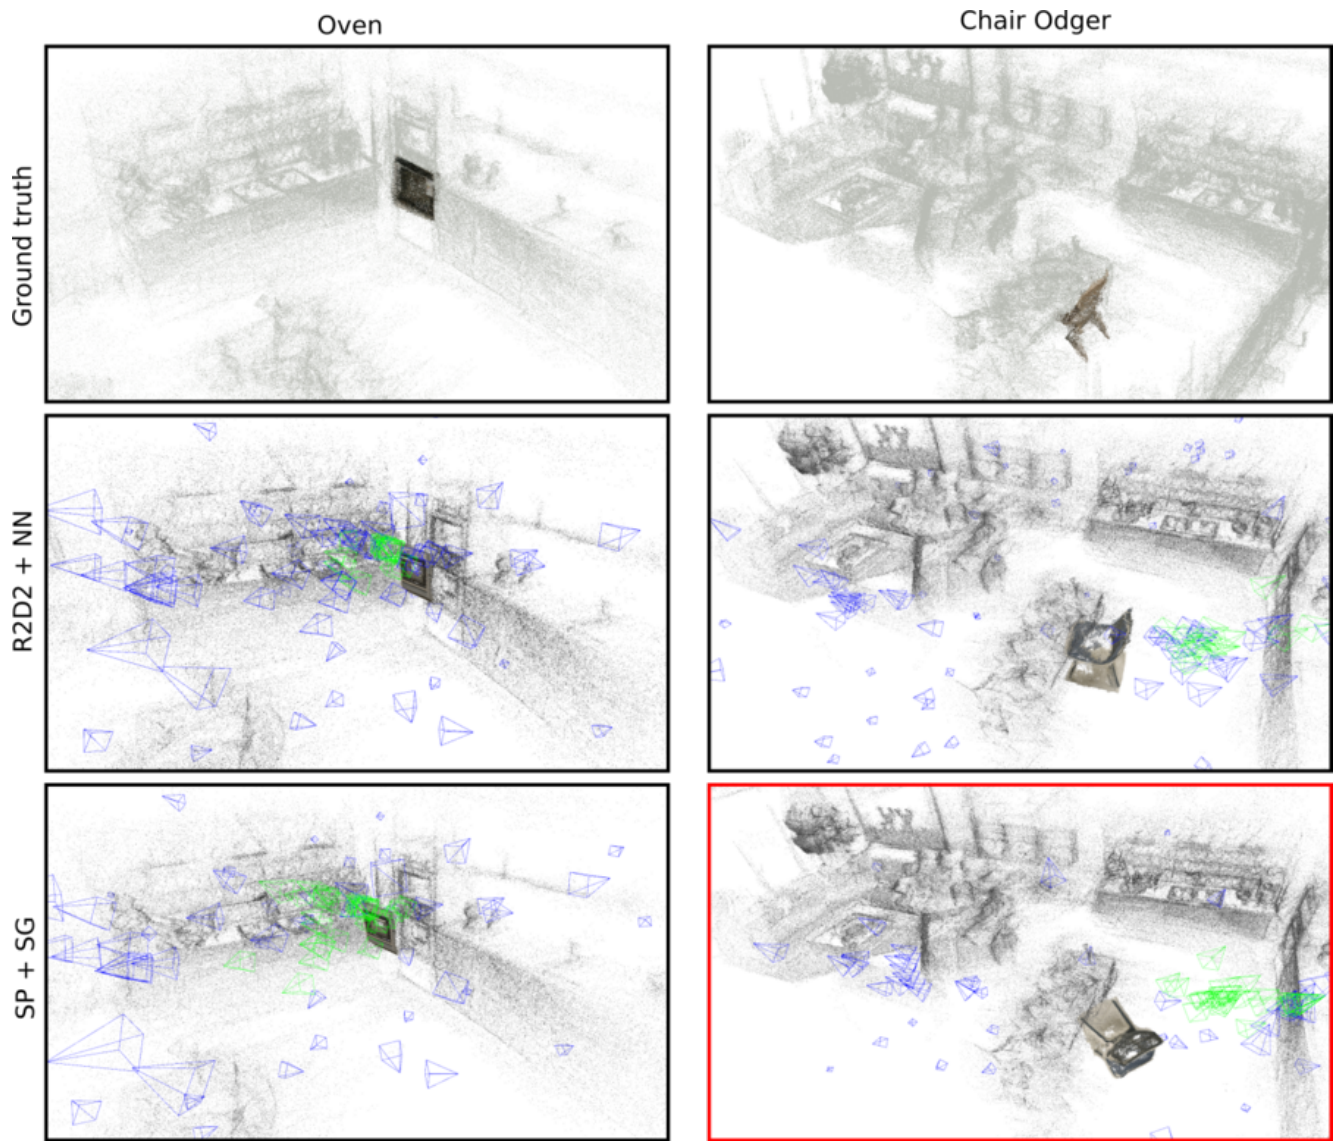 Oven
Chair Odger
Ground truth
R2D2 + NN
SP + SG